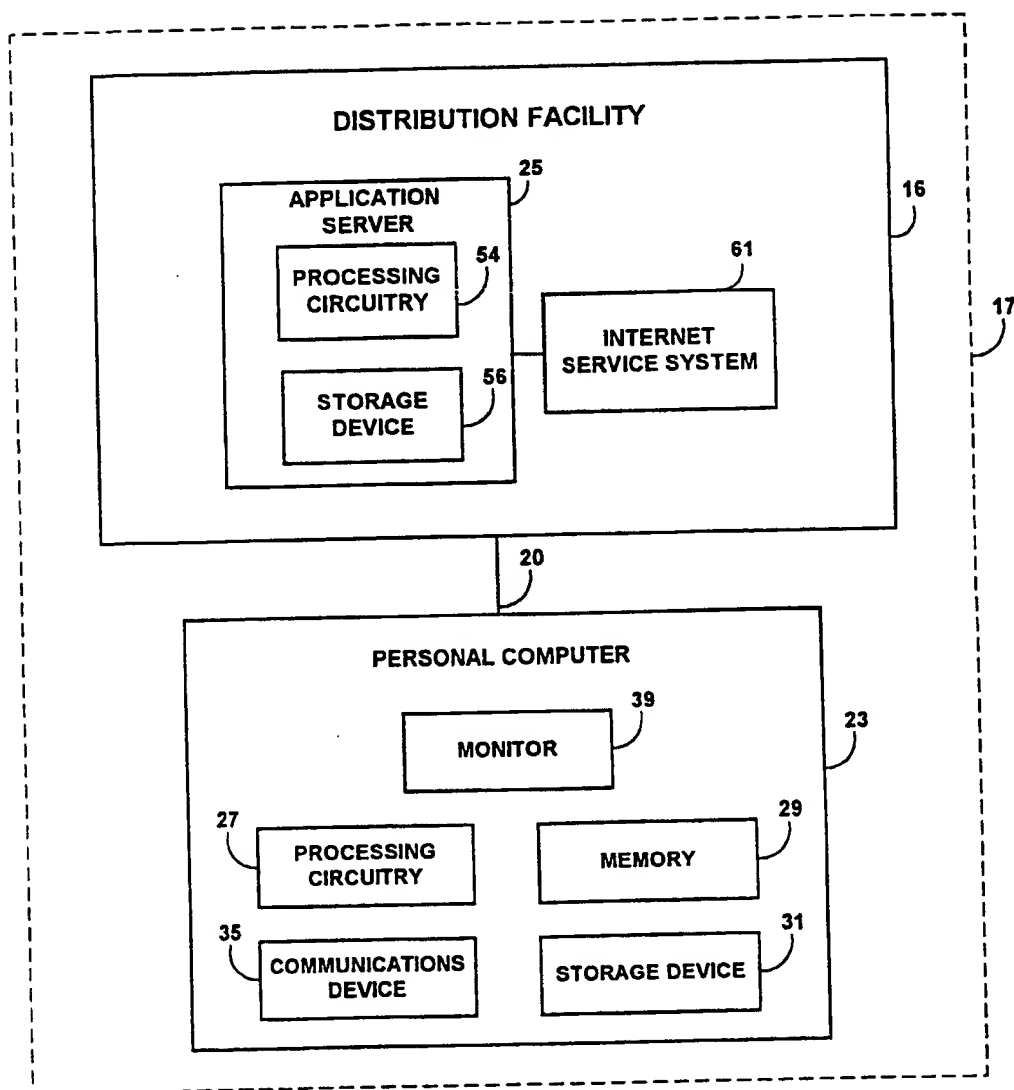 DISTRIBUTION FACILITY
25
APPLICATION
SERVER
16
PROCESSING
CIRCUITRY
54
61
17
INTERNET
SERVICE SYSTEM
STORAGE
DEVICE
56
20
PERSONAL COMPUTER
39
MONITOR
23
27
PROCESSING
CIRCUITRY
29
MEMORY
35
COMMUNICATIONS
DEVICE
31
STORAGE DEVICE